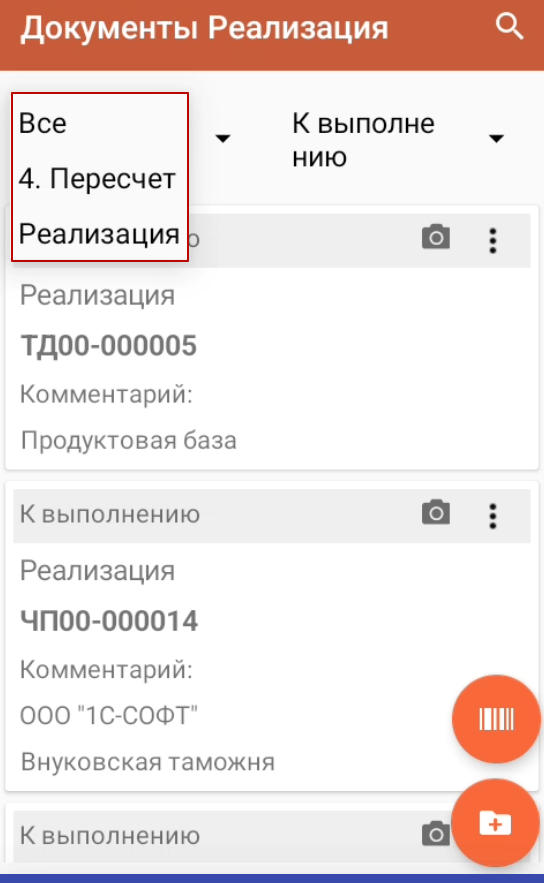 Документы Реализация
Все
4. Пересчет
Реализация
К выполне
нию
о
Реализация
ТД00-000005
Комментарий:
Продуктовая база
К выполнению
Реализация
ЧП00-000014
Комментарий:
ООО "1С-СОФТ"
Внуковская таможня
К выполнению